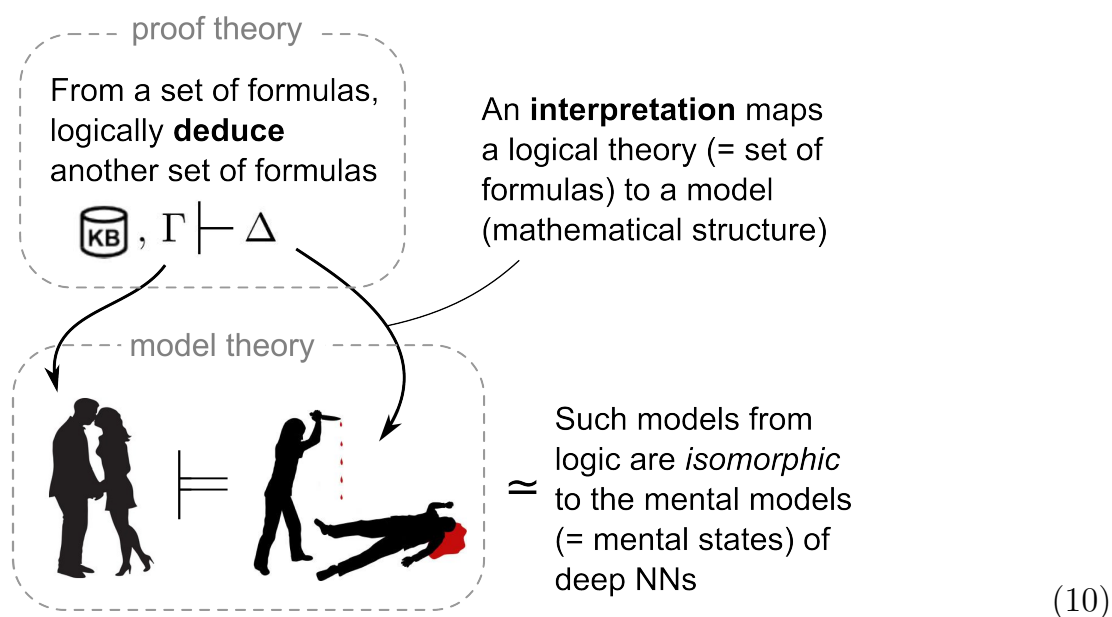 proof theory
From a set of formulas,
logically deduce
another set of formulas
KB , Γ ⊢ Δ
An interpretation maps
a logical theory (= set of
formulas) to a model
(mathematical structure)
model theory
⊨
≃
Such models from
logic are isomorphic
to the mental models
(= mental states) of
deep NNs
(10)